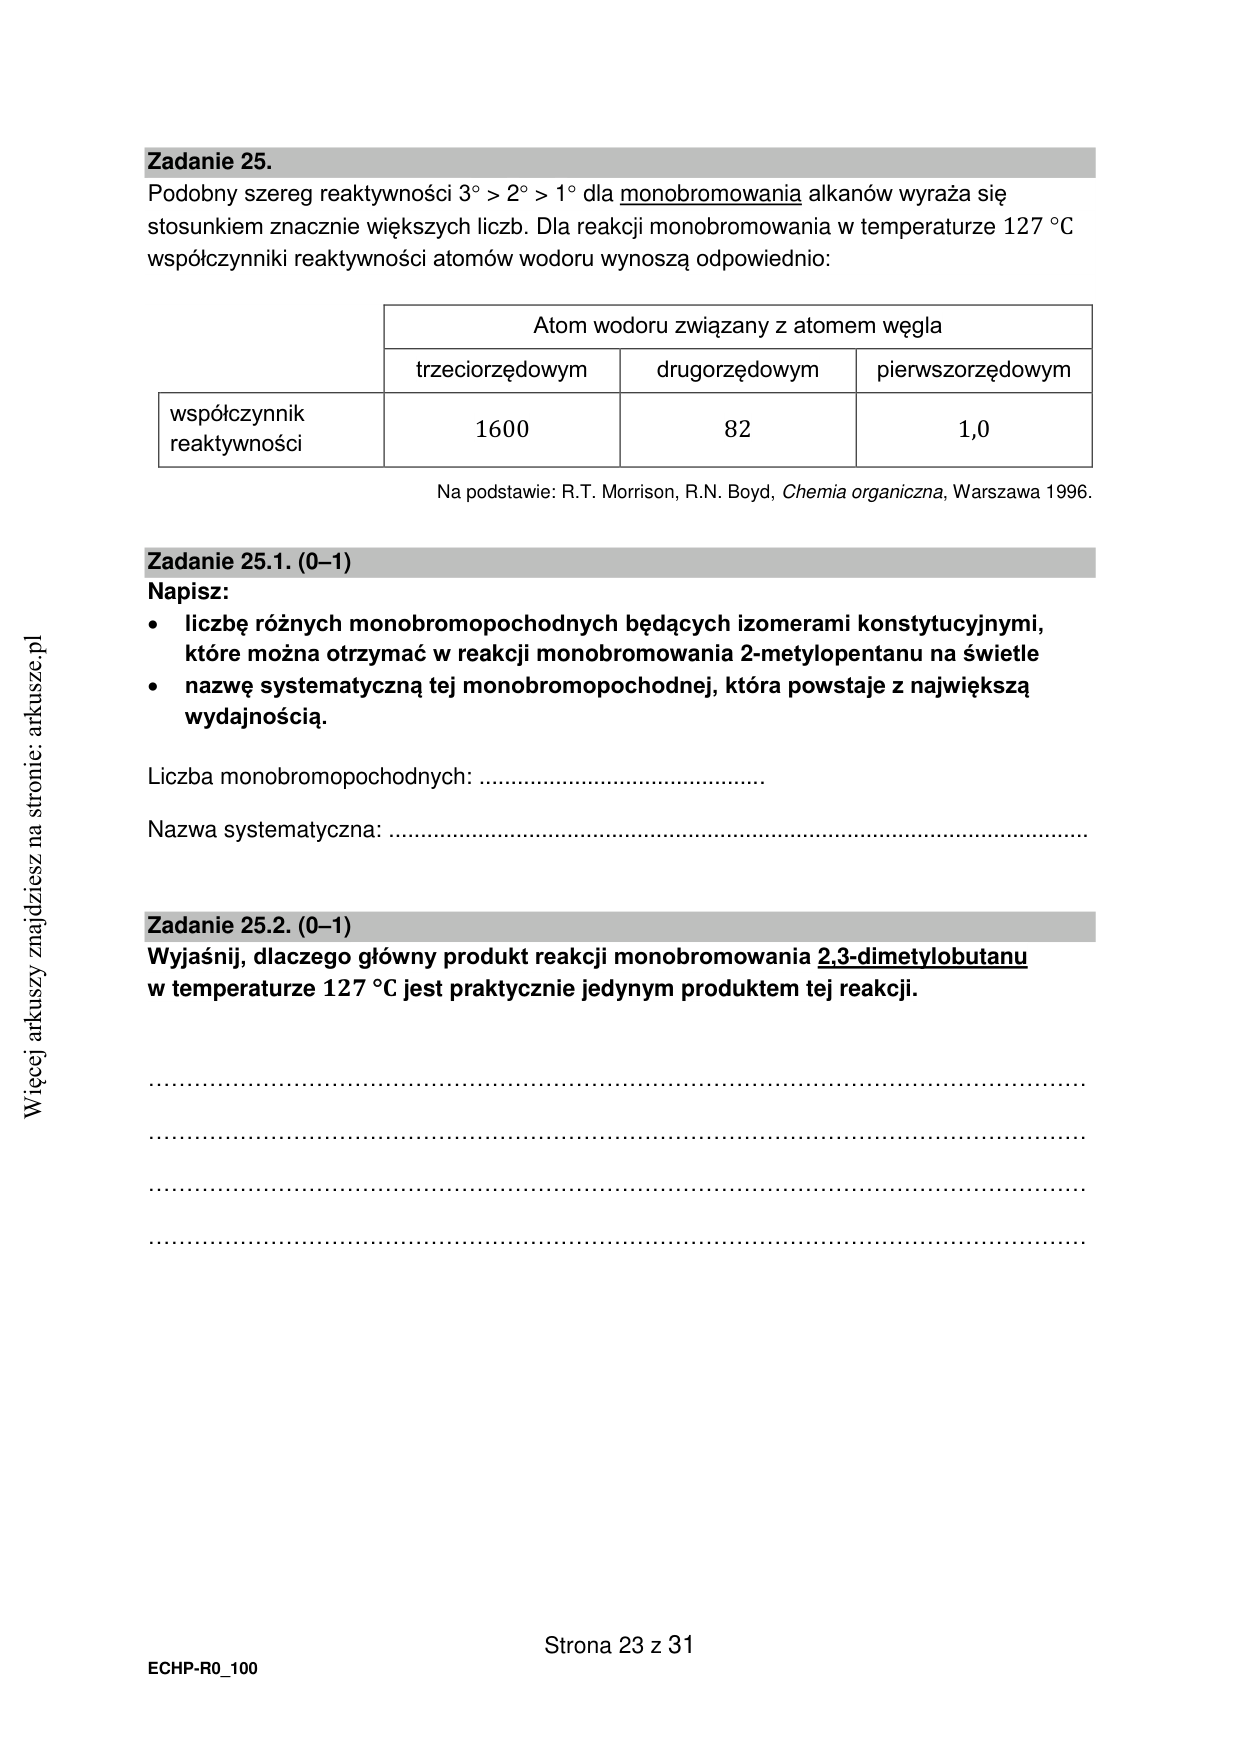 Zadanie 25.
Podobny szereg reaktywności 3° > 2° > 1° dla monobromowania alkanów wyraża się
stosunkiem znacznie większych liczb. Dla reakcji monobromowania w temperaturze 127 °C
współczynniki reaktywności atomów wodoru wynoszą odpowiednio:
Atom wodoru związany z atomem węgla
trzeciorzędowym drugorzędowym pierwszorzędowym
współczynnik
reaktywności
1600 82 1,0
Na podstawie: R.T. Morrison, R.N. Boyd, Chemia organiczna, Warszawa 1996.
Zadanie 25.1. (0–1)
Napisz:
• liczbę różnych monobromopochodnych będących izomerami konstytucyjnymi,
które można otrzymać w reakcji monobromowania 2-metylopentanu na świetle
• nazwę systematyczną tej monobromopochodnej, która powstaje z największą
wydajnością.
Liczba monobromopochodnych: .............................................
Nazwa systematyczna: ..............................................................................................................
Zadanie 25.2. (0–1)
Wyjaśnij, dlaczego główny produkt reakcji monobromowania 2,3-dimetylobutanu
w temperaturze 127 °C jest praktycznie jedynym produktem tej reakcji.
..........................................................................................................................
..........................................................................................................................
..........................................................................................................................
..........................................................................................................................
Strona 23 z 31
ECHP-R0_100
Więcej arkuszy znajdziesz na stronie: arkusze.pl